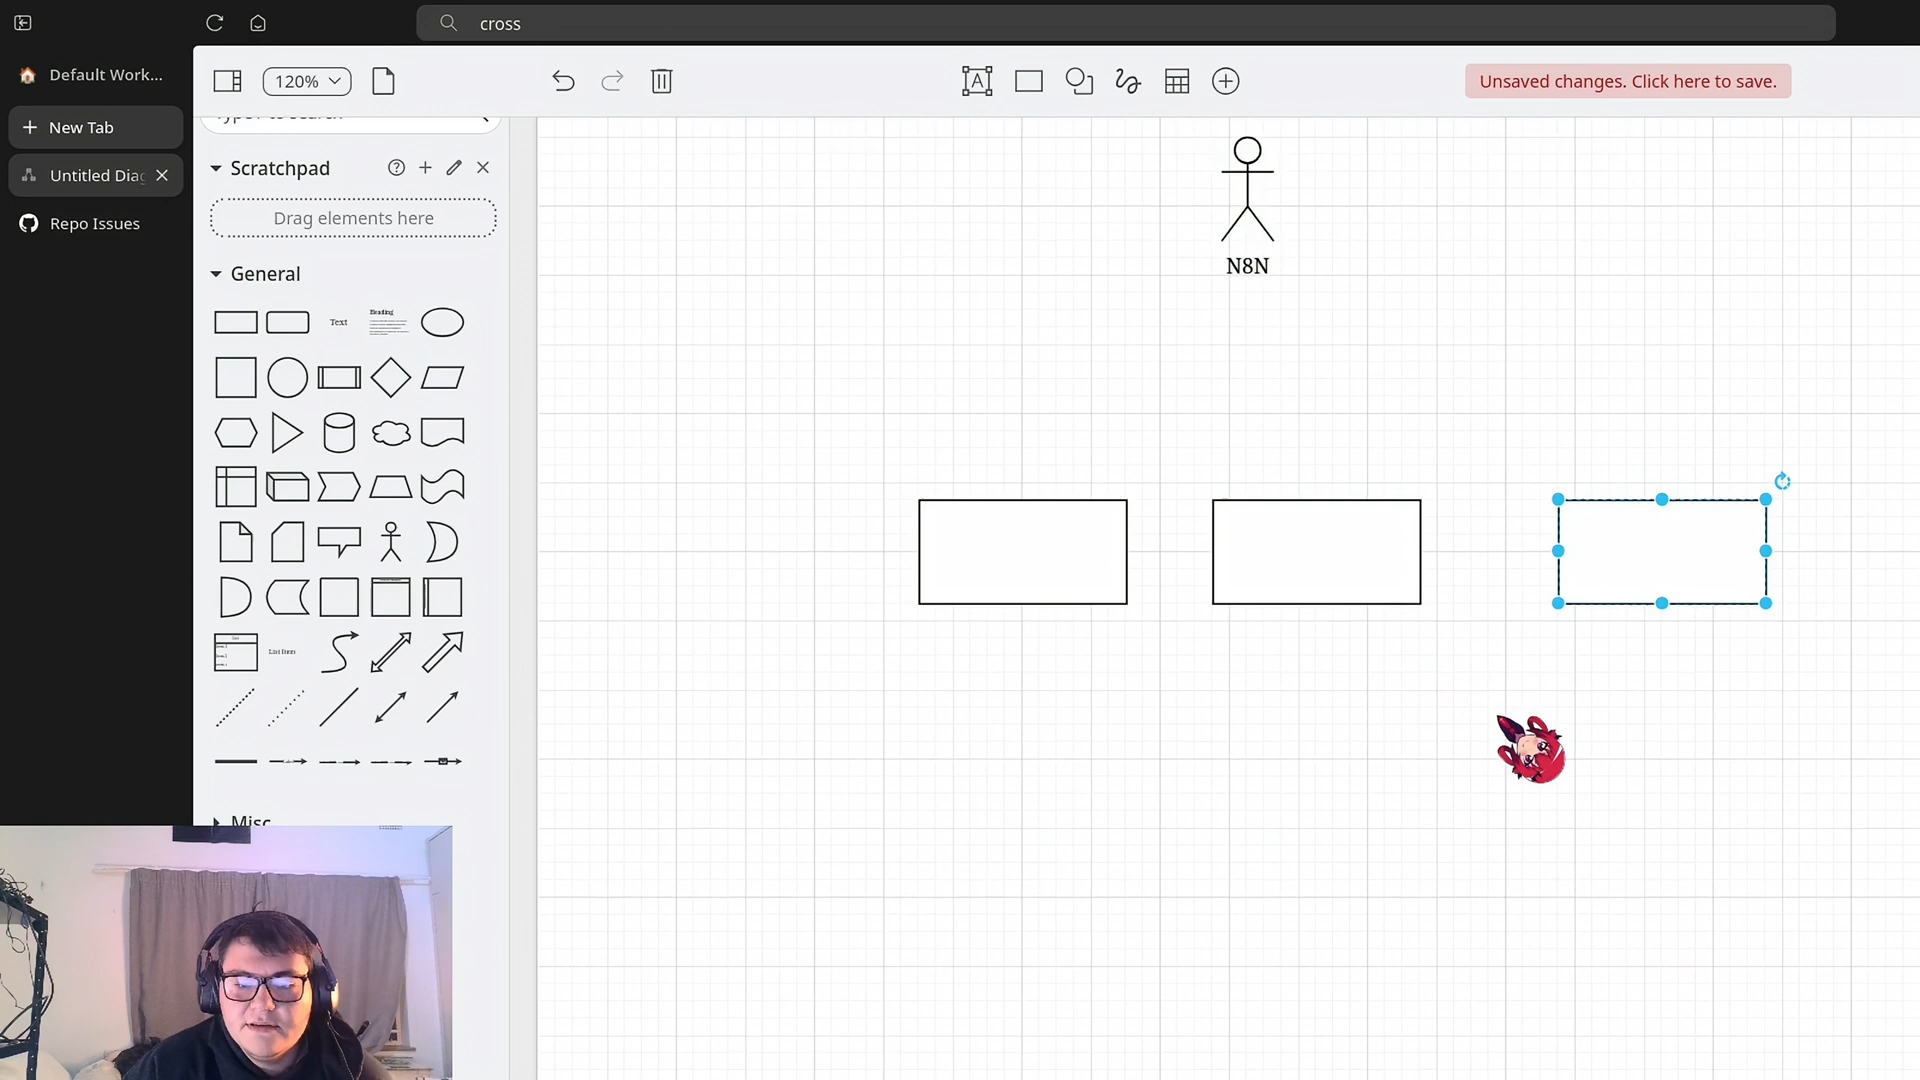 cross
Default Work...
120%
Unsaved changes. Click here to save.
New Tab
Scratchpad
Untitled Dia
Drag elements here
Repo Issues
General
N8N
Text
Heading
List Item
Misc